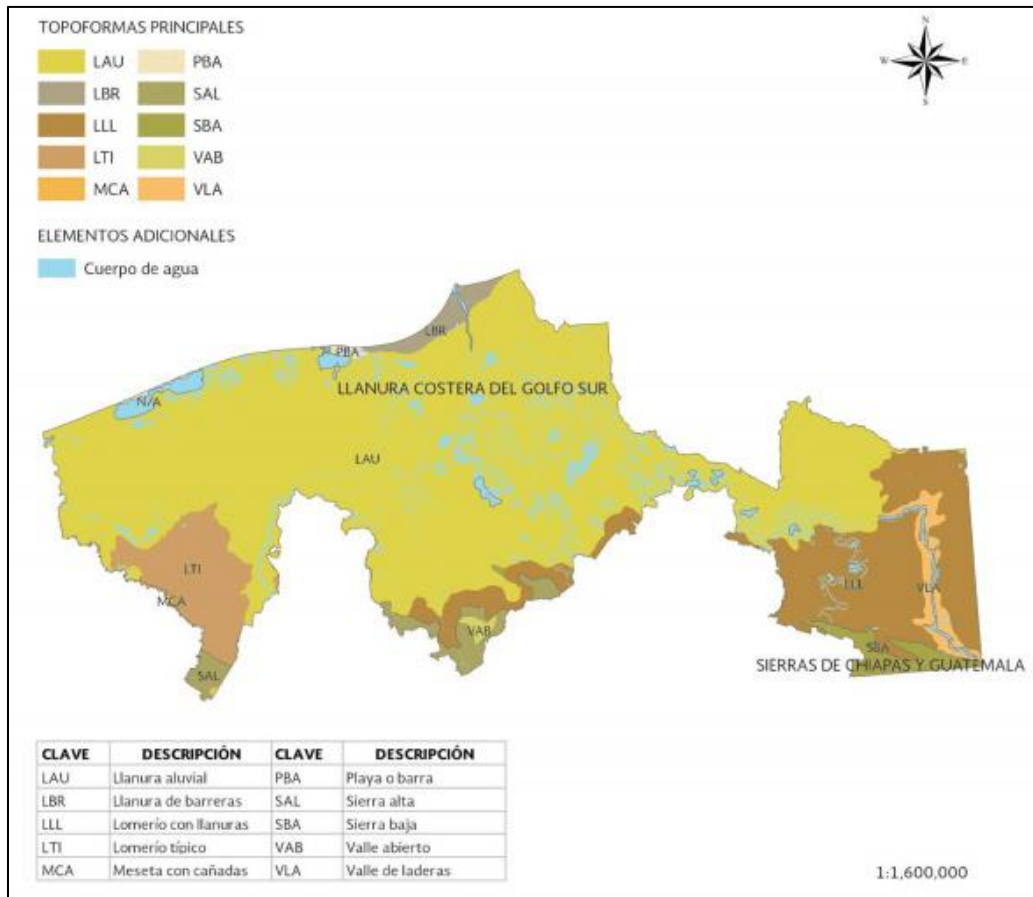 TOPOFORMAS PRINCIPALES
LAU PBA
LBR SAL
LLL SBA
LTI VAB
MCA VLA
ELEMENTOS ADICIONALES
Cuerpo de agua
N
W E
S
LBR
PBA
N/A
LLANURA COSTERA DEL GOLFO SUR
LAU
LTI
MCA
SAL
VAB
LLL
VLA
SBA
SIERRAS DE CHIAPAS Y GUATEMALA
CLAVE DESCRIPCIÓN CLAVE DESCRIPCIÓN
LAU Llanura aluvial PBA Playa o barra
LBR Llanura de barreras SAL Sierra alta
LLL Lomerío con llanuras SBA Sierra baja
LTI Lomerío típico VAB Valle abierto
MCA Meseta con cañadas VLA Valle de laderas
1:1,600,000